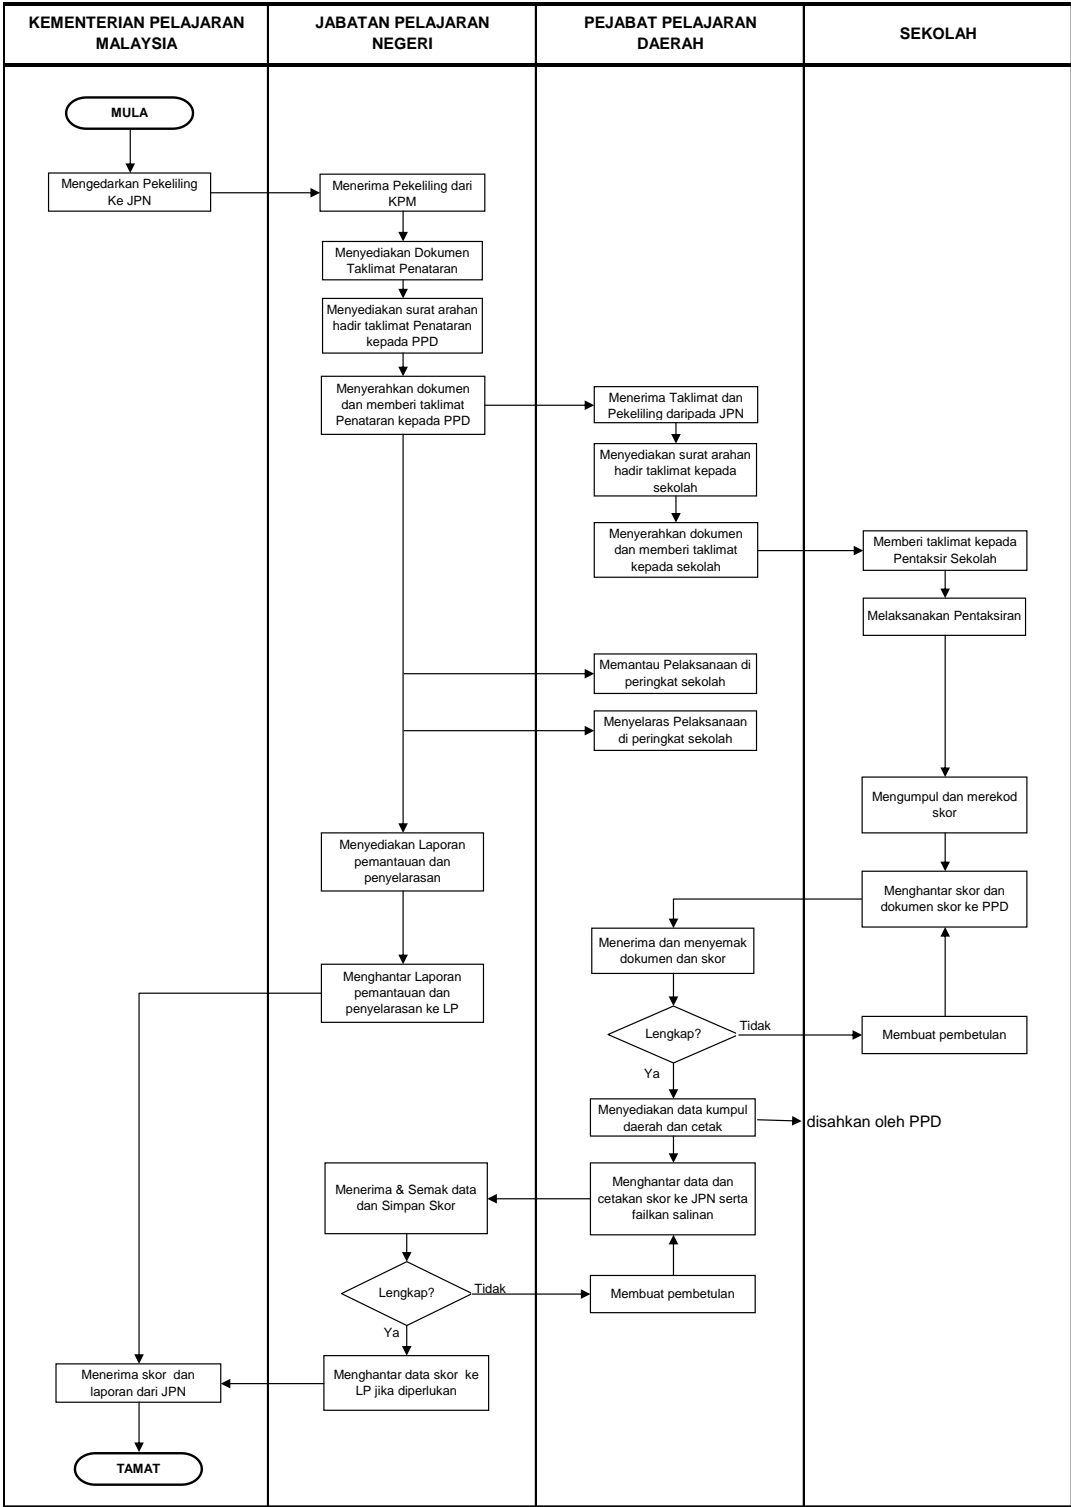 KEMENTERIAN PELAJARAN
MALAYSIA
JABATAN PELAJARAN
NEGERI
PEJABAT PELAJARAN
DAERAH
SEKOLAH
MULA
Mengedarkan Pekeliling
Ke JPN
Menerima Pekeliling dari
KPM
Menyediakan Dokumen
Taklimat Penataran
Menyediakan surat arahan
hadir taklimat Penataran
kepada PPD
Menyerahkan dokumen
dan memberi taklimat
Penataran kepada PPD
Menerima Taklimat dan
Pekeliling daripada JPN
Menyediakan surat arahan
hadir taklimat kepada
sekolah
Menyerahkan dokumen
dan memberi taklimat
kepada sekolah
Memberi taklimat kepada
Pentaksir Sekolah
Melaksanakan Pentaksiran
Memantau Pelaksanaan di
peringkat sekolah
Menyelaras Pelaksanaan
di peringkat sekolah
Mengumpul dan merekod
skor
Menyediakan Laporan
pemantauan dan
penyelarasan
Menghantar skor dan
dokumen skor ke PPD
Menerima dan menyemak
dokumen dan skor
Menghantar Laporan
pemantauan dan
penyelarasan ke LP
Lengkap?
Tidak
Membuat pembetulan
Ya
Menyediakan data kumpul
daerah dan cetak
disahkan oleh PPD
Menghantar data dan
cetakan skor ke JPN serta
failkan salinan
Menerima & Semak data
dan Simpan Skor
Lengkap?
Tidak
Membuat pembetulan
Ya
Menghantar data skor ke
LP jika diperlukan
Menerima skor dan
laporan dari JPN
TAMAT